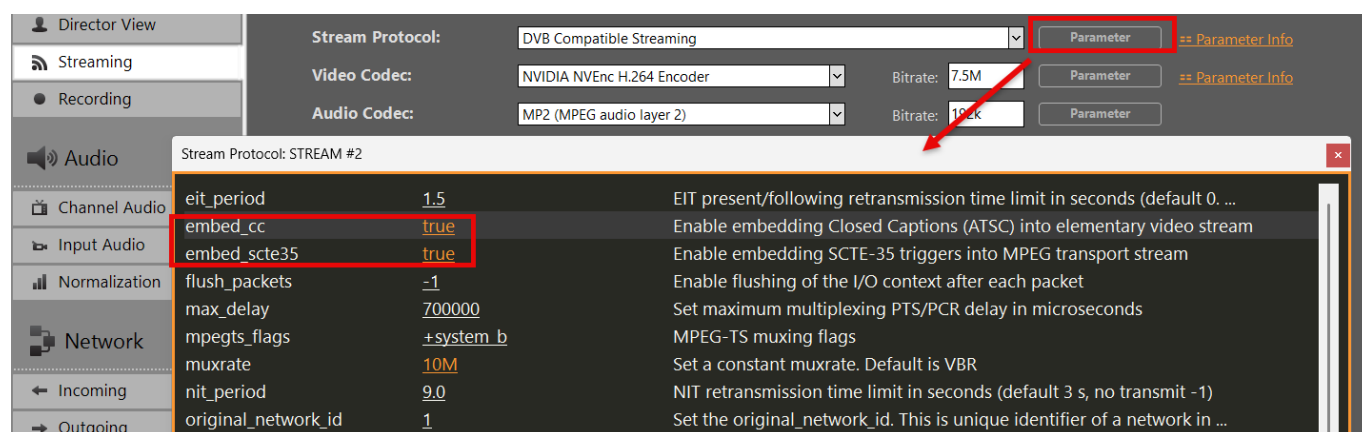 Director View
Streaming
Recording
Audio
Channel Audio
Input Audio
Normalization
Network
Incoming
Outgoing
Stream Protocol: DVB Compatible Streaming Parameter Parameter Info
Video Codec: NVIDIA NVEnc H.264 Encoder Bitrate: 7.5M Parameter Parameter Info
Audio Codec: MP2 (MPEG audio layer 2) Bitrate: 192k Parameter
Stream Protocol: STREAM #2
eit_period 1.5 EIT present/following retransmission time limit in seconds (default 0. ...
embed_cc true Enable embedding Closed Captions (ATSC) into elementary video stream
embed_scte35 true Enable embedding SCTE-35 triggers into MPEG transport stream
flush_packets -1 Enable flushing of the I/O context after each packet
max_delay 700000 Set maximum multiplexing PTS/PCR delay in microseconds
mpegts_flags +system_b MPEG-TS muxing flags
muxrate 10M Set a constant muxrate. Default is VBR
nit_period 9.0 NIT retransmission time limit in seconds (default 3 s, no transmit -1)
original_network_id 1 Set the original_network_id. This is unique identifier of a network in ...